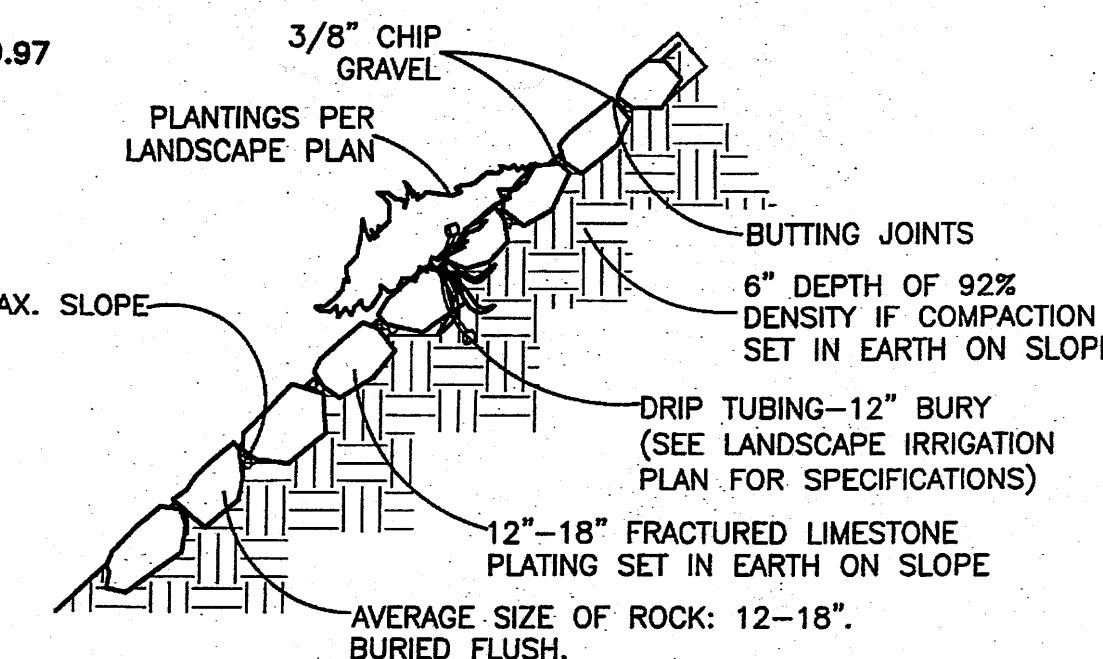 .97
3/8" CHIP
GRAVEL
PLANTINGS PER
LANDSCAPE PLAN
BUTTING JOINTS
6" DEPTH OF 92%
DENSITY IF COMPACTION
SET IN EARTH ON SLOP
AX. SLOPE
DRIP TUBING-12" BURY
(SEE LANDSCAPE IRRIGATION
PLAN FOR SPECIFICATIONS)
12"-18" FRACTURED LIMESTONE
PLATING SET IN EARTH ON SLOPE
AVERAGE SIZE OF ROCK: 12-18".
BURIED FLUSH.